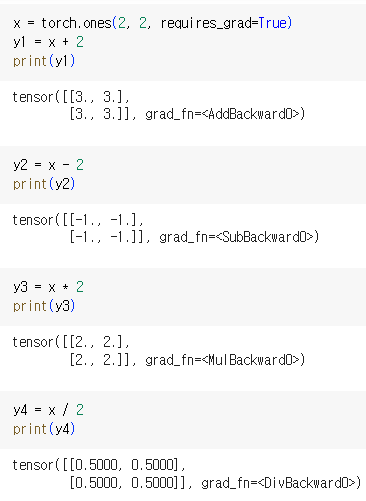 x = torch.ones(2, 2, requires_grad=True)
y1 = x + 2
print(y1)
tensor([[3., 3.],
        [3., 3.]], grad_fn=<AddBackward0>)
y2 = x - 2
print(y2)
tensor([[-1., -1.],
        [-1., -1.]], grad_fn=<SubBackward0>)
y3 = x * 2
print(y3)
tensor([[2., 2.],
        [2., 2.]], grad_fn=<MulBackward0>)
y4 = x / 2
print(y4)
tensor([[0.5000, 0.5000],
        [0.5000, 0.5000]], grad_fn=<DivBackward0>)